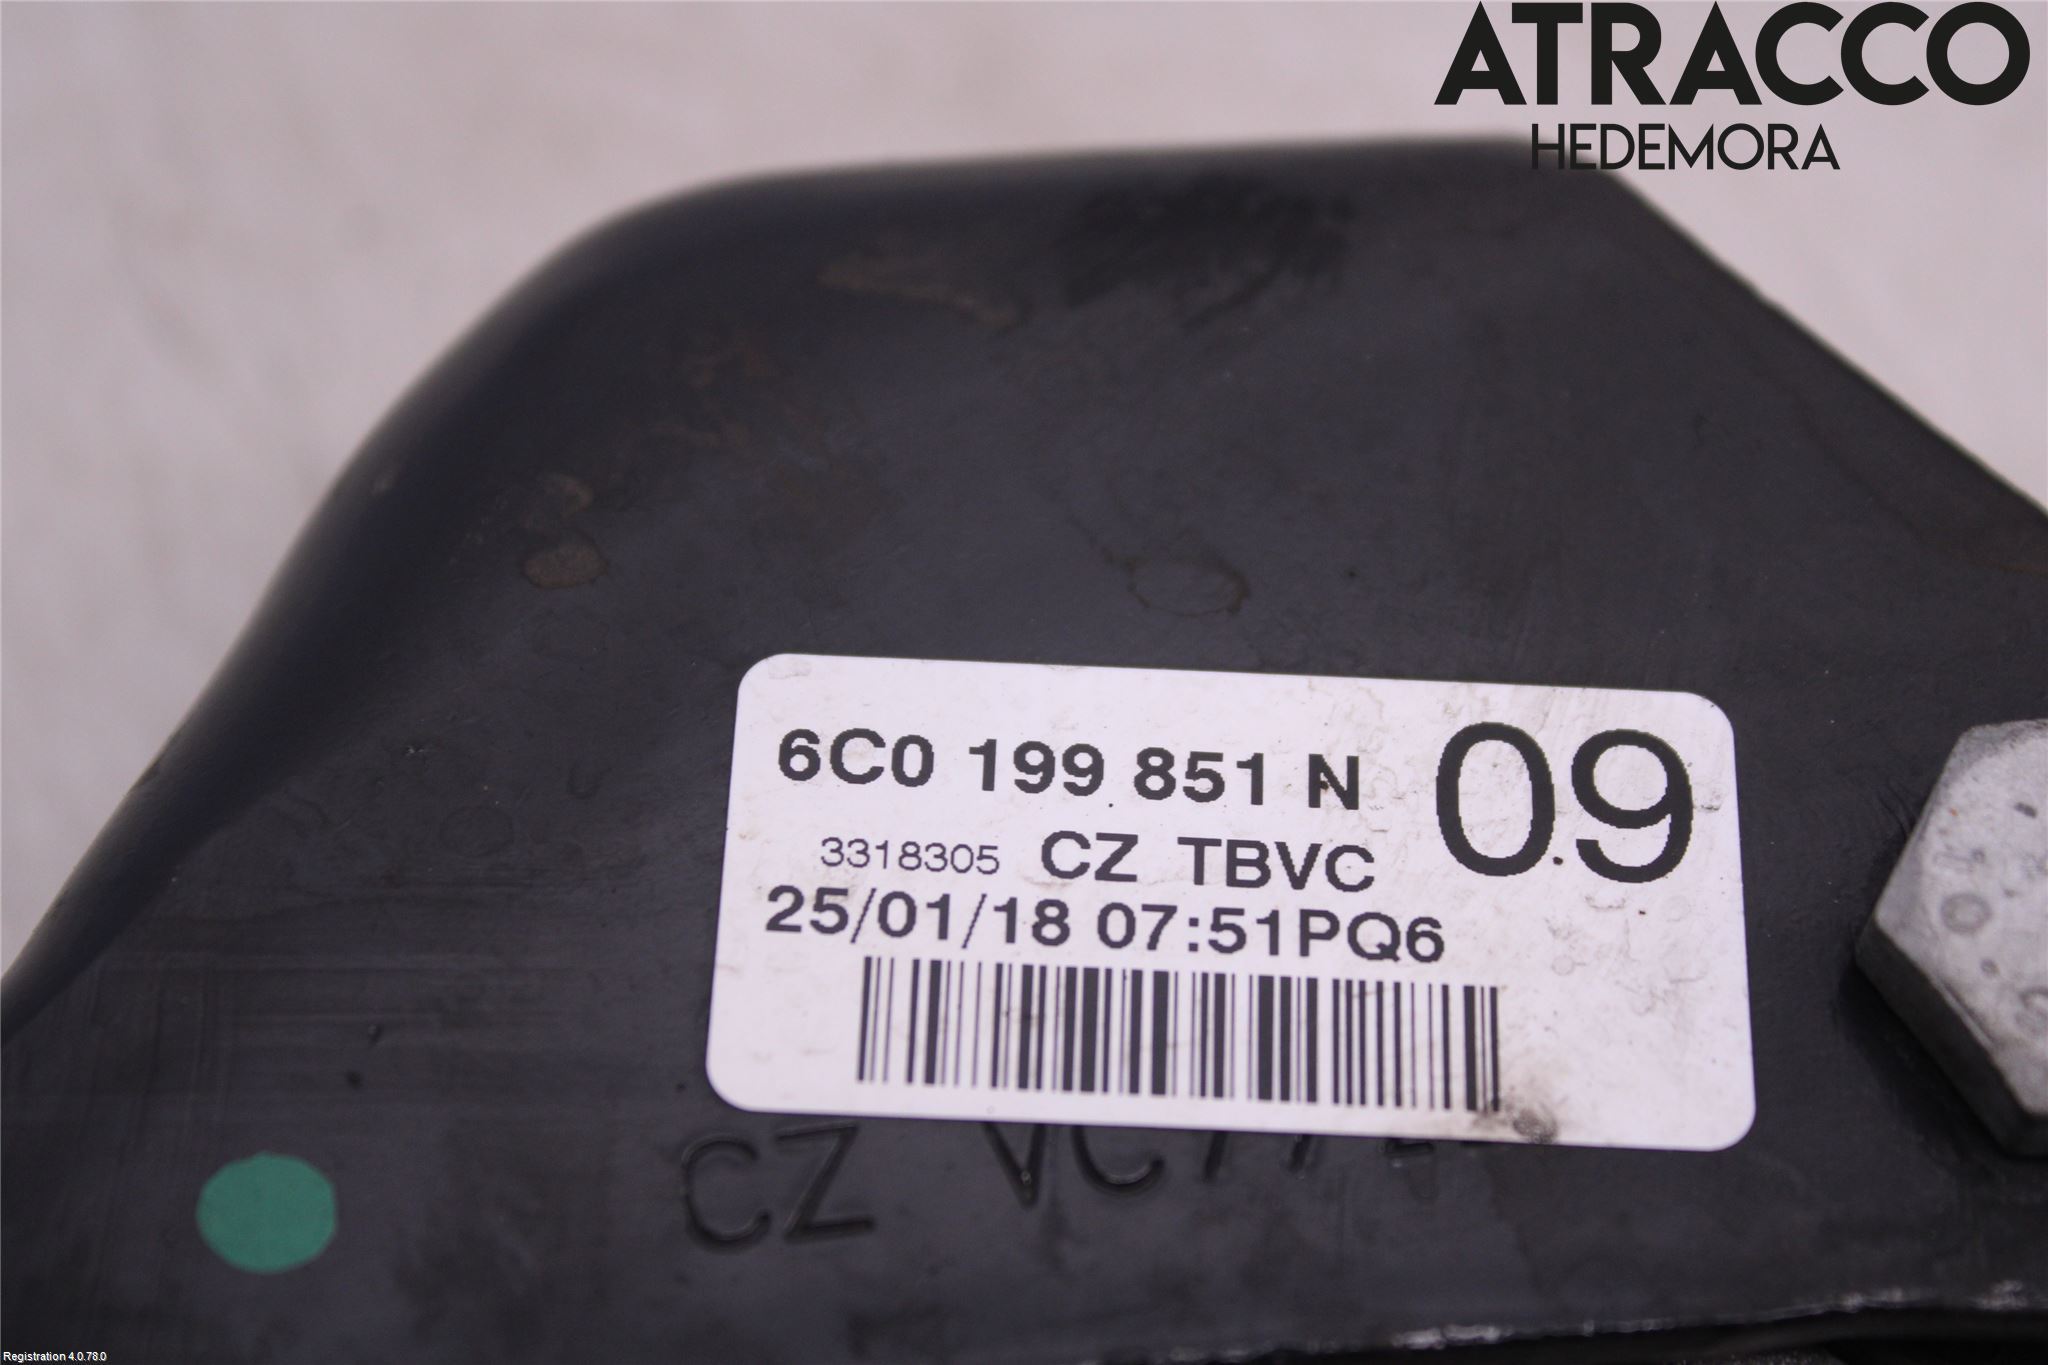 ATRACCO
HEDEMORA
6C0 199 851 N 09
3318305 CZ TBVC
25/01/18 07:51PQ6
CZ
Registration 4.0.78.0